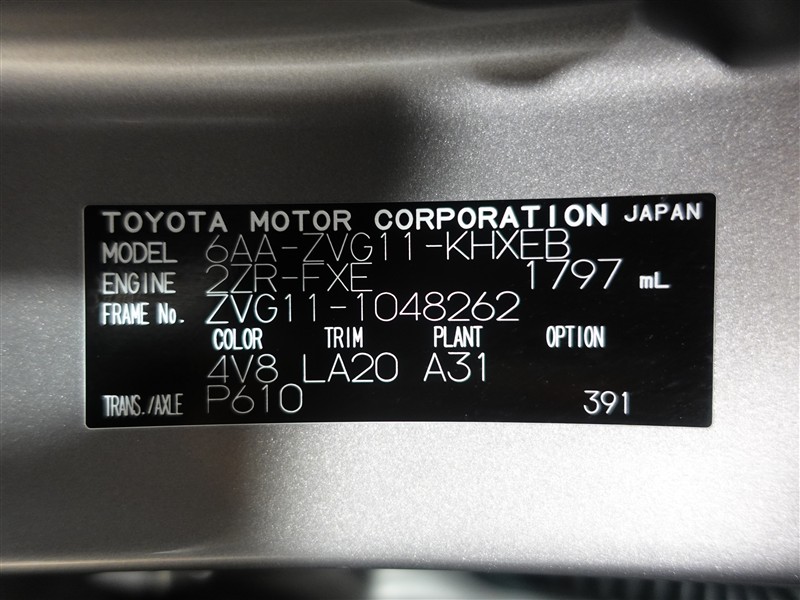 TOYOTA MOTOR CORPORATION JAPAN
MODEL 6AA-ZVG11-KHXEB
ENGINE 2ZR-FXE 1797 mL
FRAME No. ZVG11-1048262
COLOR TRIM PLANT OPTION
4V8 LA20 A31
TRANS./AXLE P610 391